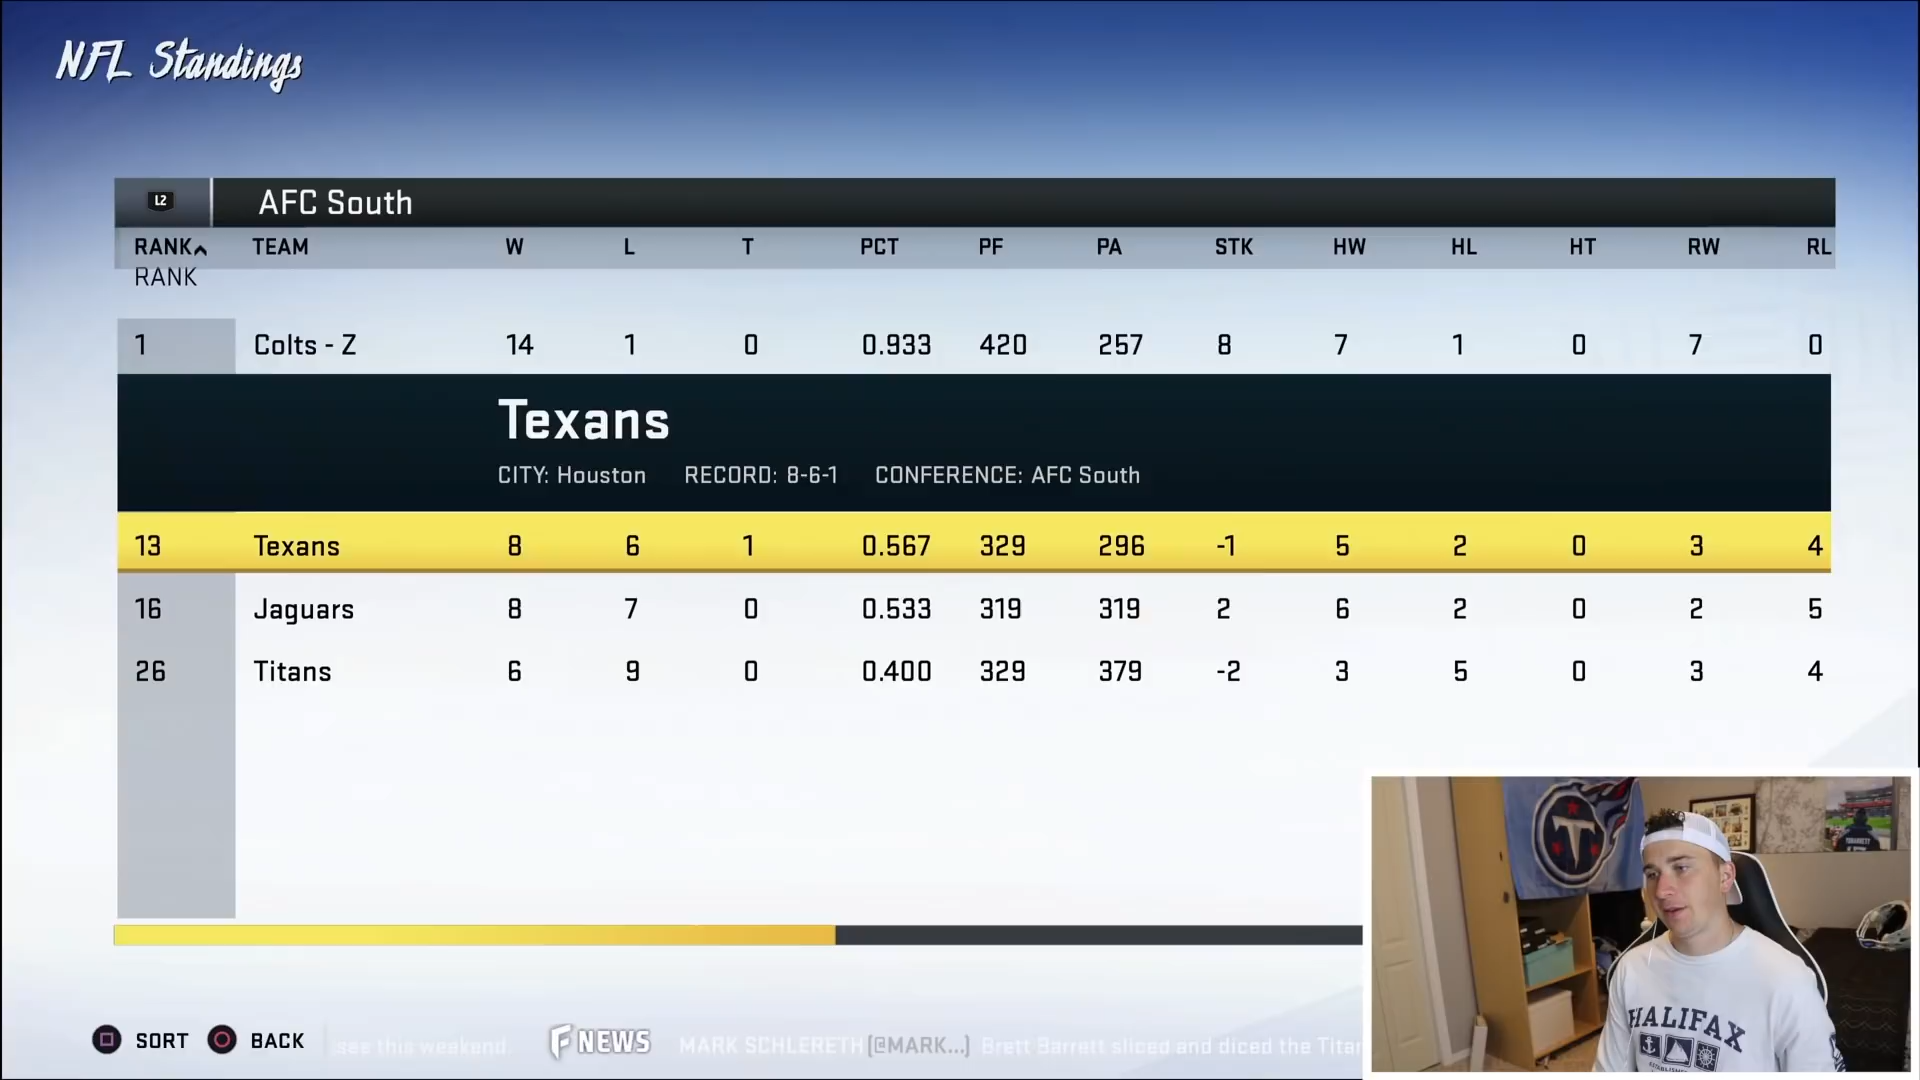 NFL Standings
L2 AFC South
RANK TEAM W L T PCT PF PA STK HW HL HT RW RL
RANK
1 Colts - Z 14 1 0 0.933 420 257 8 7 1 0 7 0
Texans
CITY: Houston RECORD: 8-6-1 CONFERENCE: AFC South
13 Texans 8 6 1 0.567 329 296 -1 5 2 0 3 4
16 Jaguars 8 7 0 0.533 319 319 2 6 2 0 2 5
26 Titans 6 9 0 0.400 329 379 -2 3 5 0 3 4
T
HALIFAX
SORT BACK see this weekend F NEWS MARK SCHLERETH [@MARK...] Brett Barrett sliced and diced the Titan